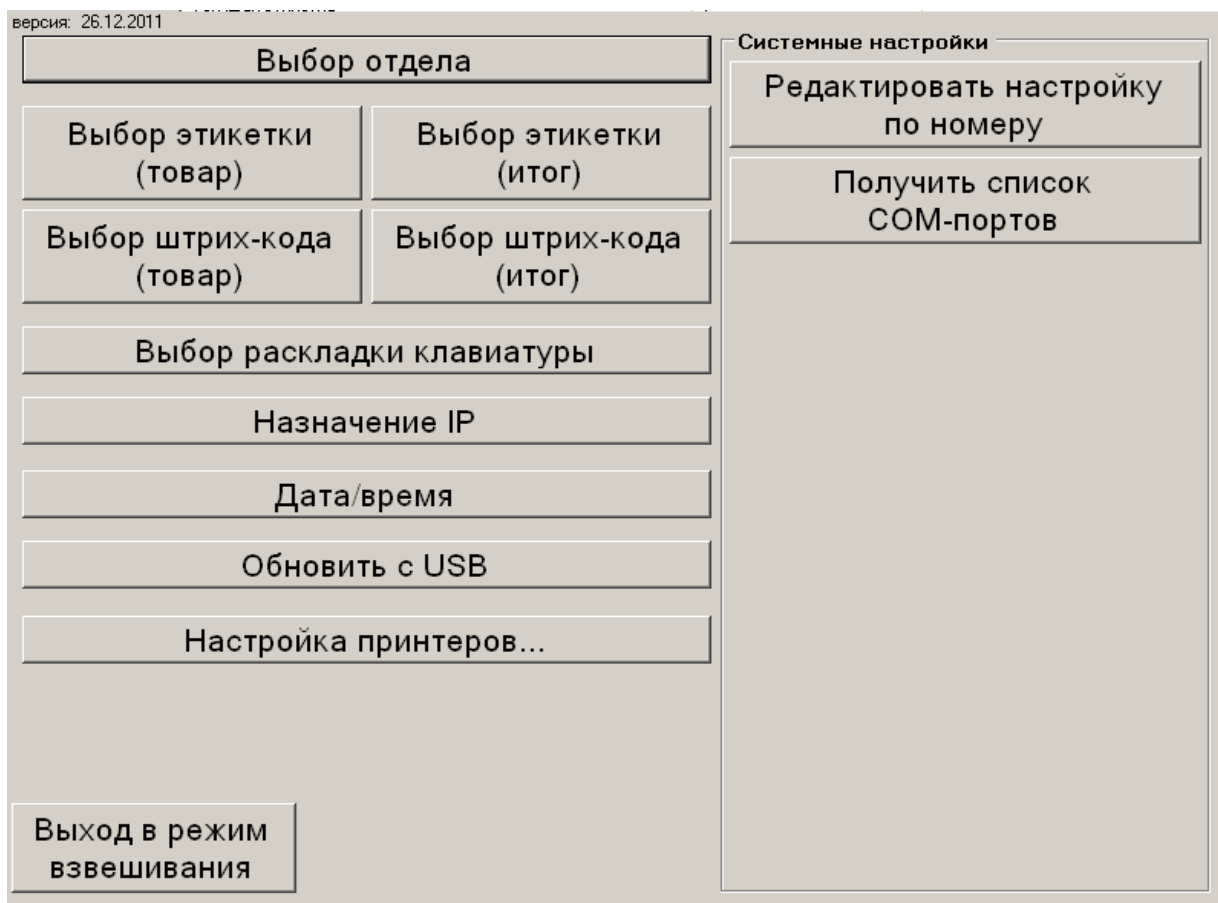 версия: 26.12.2011
Выбор отдела
Выбор этикетки
(товар)
Выбор этикетки
(итог)
Выбор штрих-кода
(товар)
Выбор штрих-кода
(итог)
Выбор раскладки клавиатуры
Назначение IP
Дата/время
Обновить с USB
Настройка принтеров...
Выход в режим
взвешивания
Системные настройки
Редактировать настройку
по номеру
Получить список
COM-портов